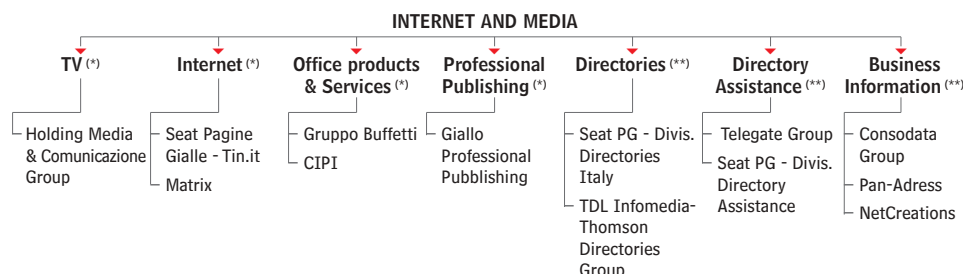 INTERNET AND MEDIA
TV (*)
Internet (*)
Office products
& Services (*)
Professional
Publishing (*)
Directories (**)
Directory
Assistance (**)
Business
Information (**)
Holding Media
& Comunicazione
Group
Seat Pagine
Gialle - Tin.it
Matrix
Gruppo Buffetti
CIPI
Giallo
Professional
Pubblishing
Seat PG - Divis.
Directories
Italy
TDL Infomedia-
Thomson
Directories
Group
Telegate Group
Seat PG - Divis.
Directory
Assistance
Consodata
Group
Pan-Adress
NetCreations